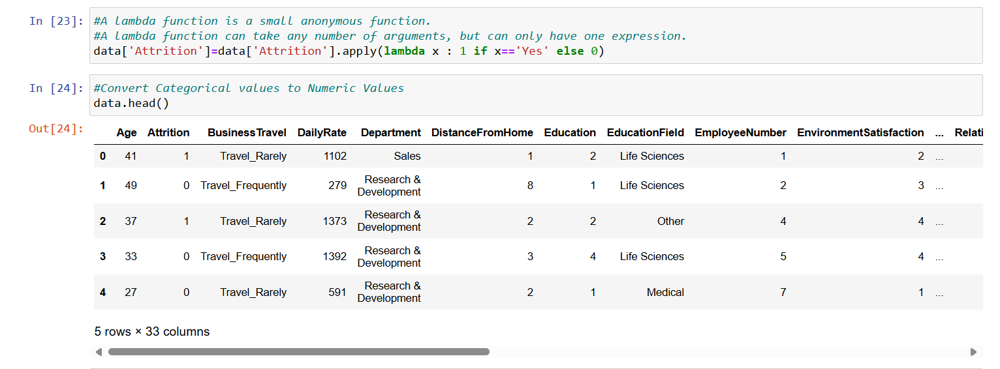 In [23]: #A lambda function is a small anonymous function.
#A lambda function can take any number of arguments, but can only have one expression.
data['Attrition']=data['Attrition'].apply(lambda x : 1 if x=='Yes' else 0)
In [24]: #Convert Categorical values to Numeric Values
data.head()
Out[24]:
Age Attrition BusinessTravel DailyRate Department DistanceFromHome Education EducationField EmployeeNumber EnvironmentSatisfaction ... Relati
0 41 1 Travel_Rarely 1102 Sales 1 2 Life Sciences 1 2 ...
1 49 0 Travel_Frequently 279 Research &
Development 8 1 Life Sciences 2 3 ...
2 37 1 Travel_Rarely 1373 Research &
Development 2 2 Other 4 4 ...
3 33 0 Travel_Frequently 1392 Research &
Development 3 4 Life Sciences 5 4 ...
4 27 0 Travel_Rarely 591 Research &
Development 2 1 Medical 7 1 ...
5 rows × 33 columns